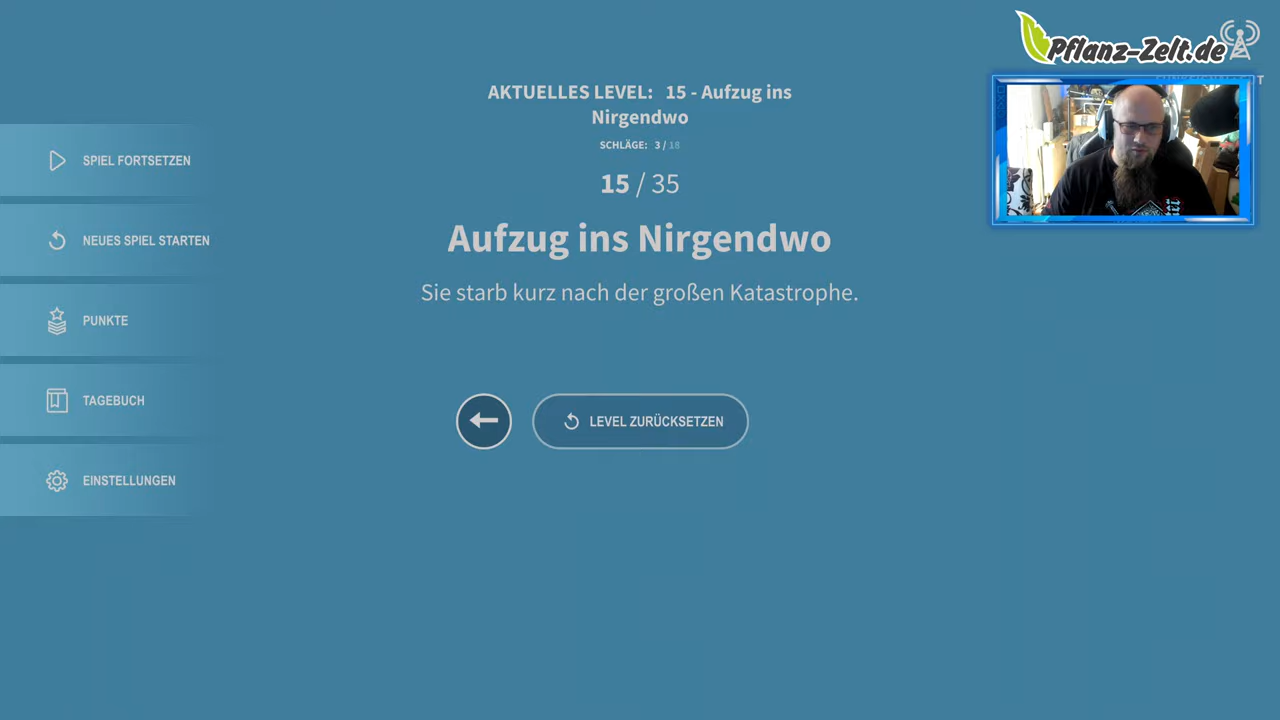 Pflanz-Zelt.de
AKTUELLES LEVEL: 15 - Aufzug ins
Nirgendwo
SCHLÄGE: 3 / 18
15 / 35
Aufzug ins Nirgendwo
Sie starb kurz nach der großen Katastrophe.
SPIEL FORTSETZEN
NEUES SPIEL STARTEN
PUNKTE
TAGEBUCH
EINSTELLUNGEN
LEVEL ZURÜCKSETZEN